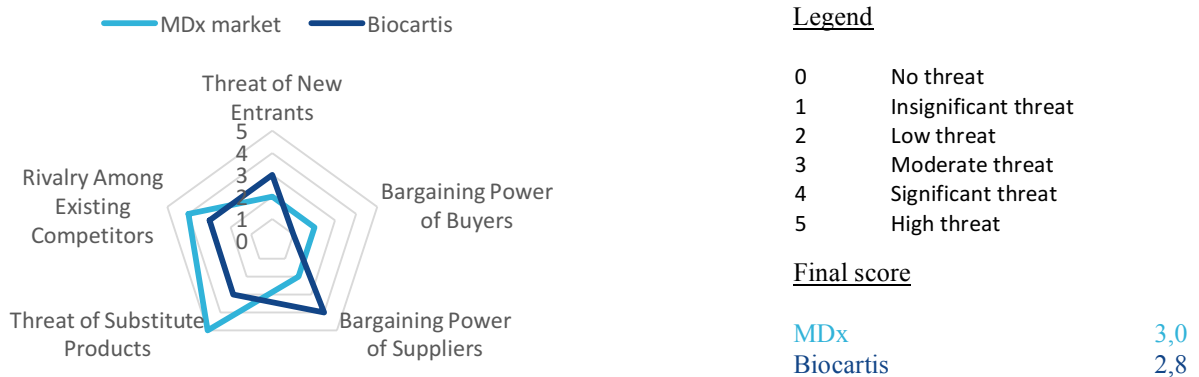 MDx market
Biocartis
Threat of New
Entrants
5
4
3
2
1
0
Bargaining Power
of Buyers
Bargaining Power
of Suppliers
Threat of Substitute
Products
Rivalry Among
Existing
Competitors
Legend
0 No threat
1 Insignificant threat
2 Low threat
3 Moderate threat
4 Significant threat
5 High threat
Final score
MDx 3,0
Biocartis 2,8